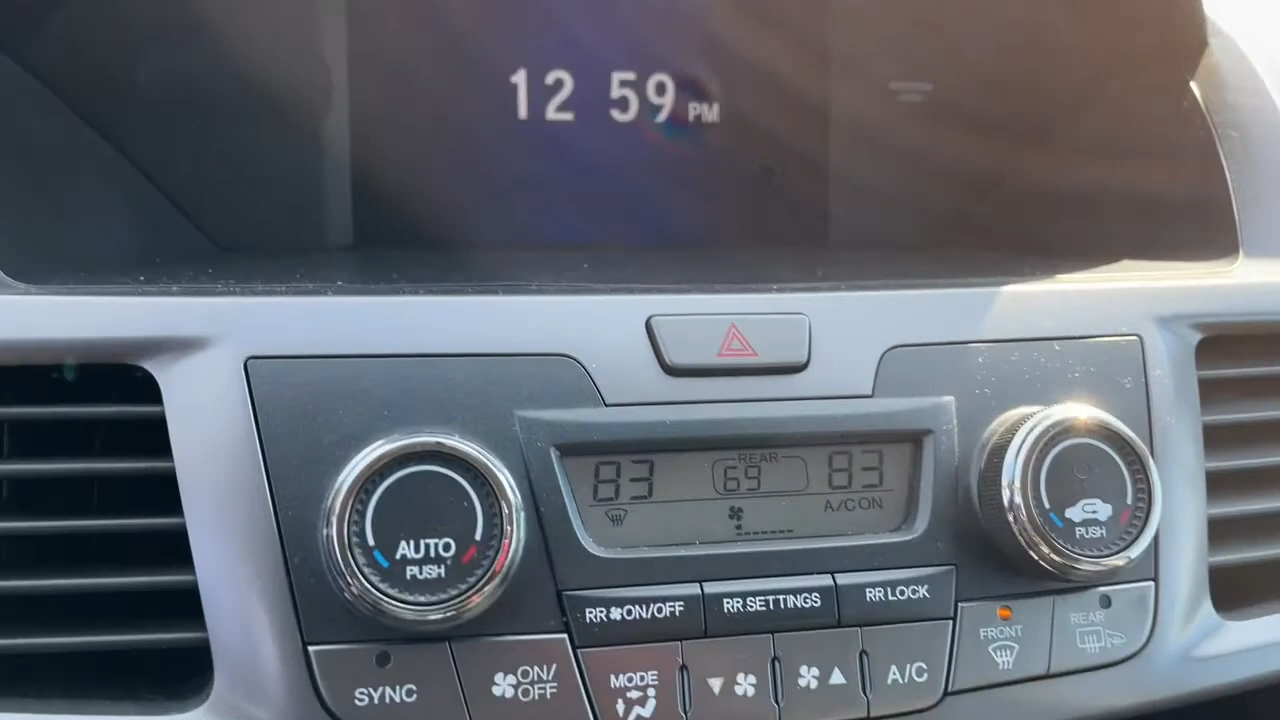 12 59 PM
REAR
83 69 83
A/C ON
AUTO
PUSH
PUSH
RR ON/OFF
RR SETTINGS
RR LOCK
SYNC
ON/
OFF
MODE
A/C
FRONT
REAR